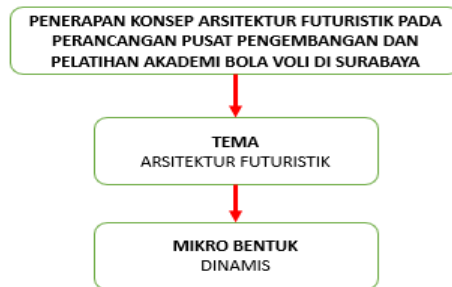 PENERAPAN KONSEP ARSITEKTUR FUTURISTIK PADA
PERANCANGAN PUSAT PENGEMBANGAN DAN
PELATIHAN AKADEMI BOLA VOLI DI SURABAYA
TEMA
ARSITEKTUR FUTURISTIK
MIKRO BENTUK
DINAMIS